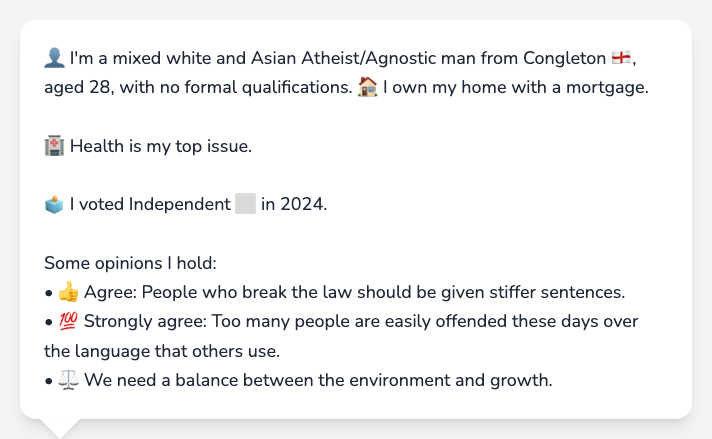 👤 I'm a mixed white and Asian Atheist/Agnostic man from Congleton 🏴󠁧󠁢󠁥󠁮󠁧󠁿,
aged 28, with no formal qualifications. 🏠 I own my home with a mortgage.
🏥 Health is my top issue.
🗳️ I voted Independent ⬜ in 2024.
Some opinions I hold:
• 👍 Agree: People who break the law should be given stiffer sentences.
• 💯 Strongly agree: Too many people are easily offended these days over
the language that others use.
• ⚖️ We need a balance between the environment and growth.